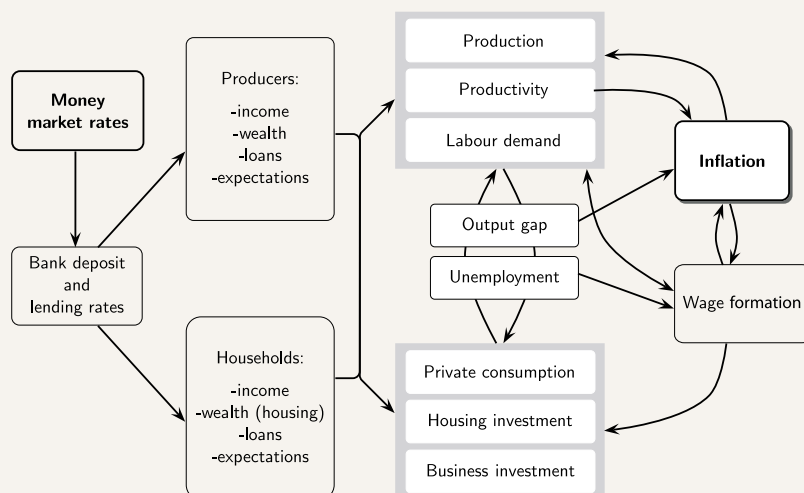 Money
market rates
Bank deposit
and
lending rates
Producers:
-income
-wealth
-loans
-expectations
Households:
-income
-wealth (housing)
-loans
-expectations
Production
Productivity
Labour demand
Output gap
Unemployment
Private consumption
Housing investment
Business investment
Inflation
Wage formation